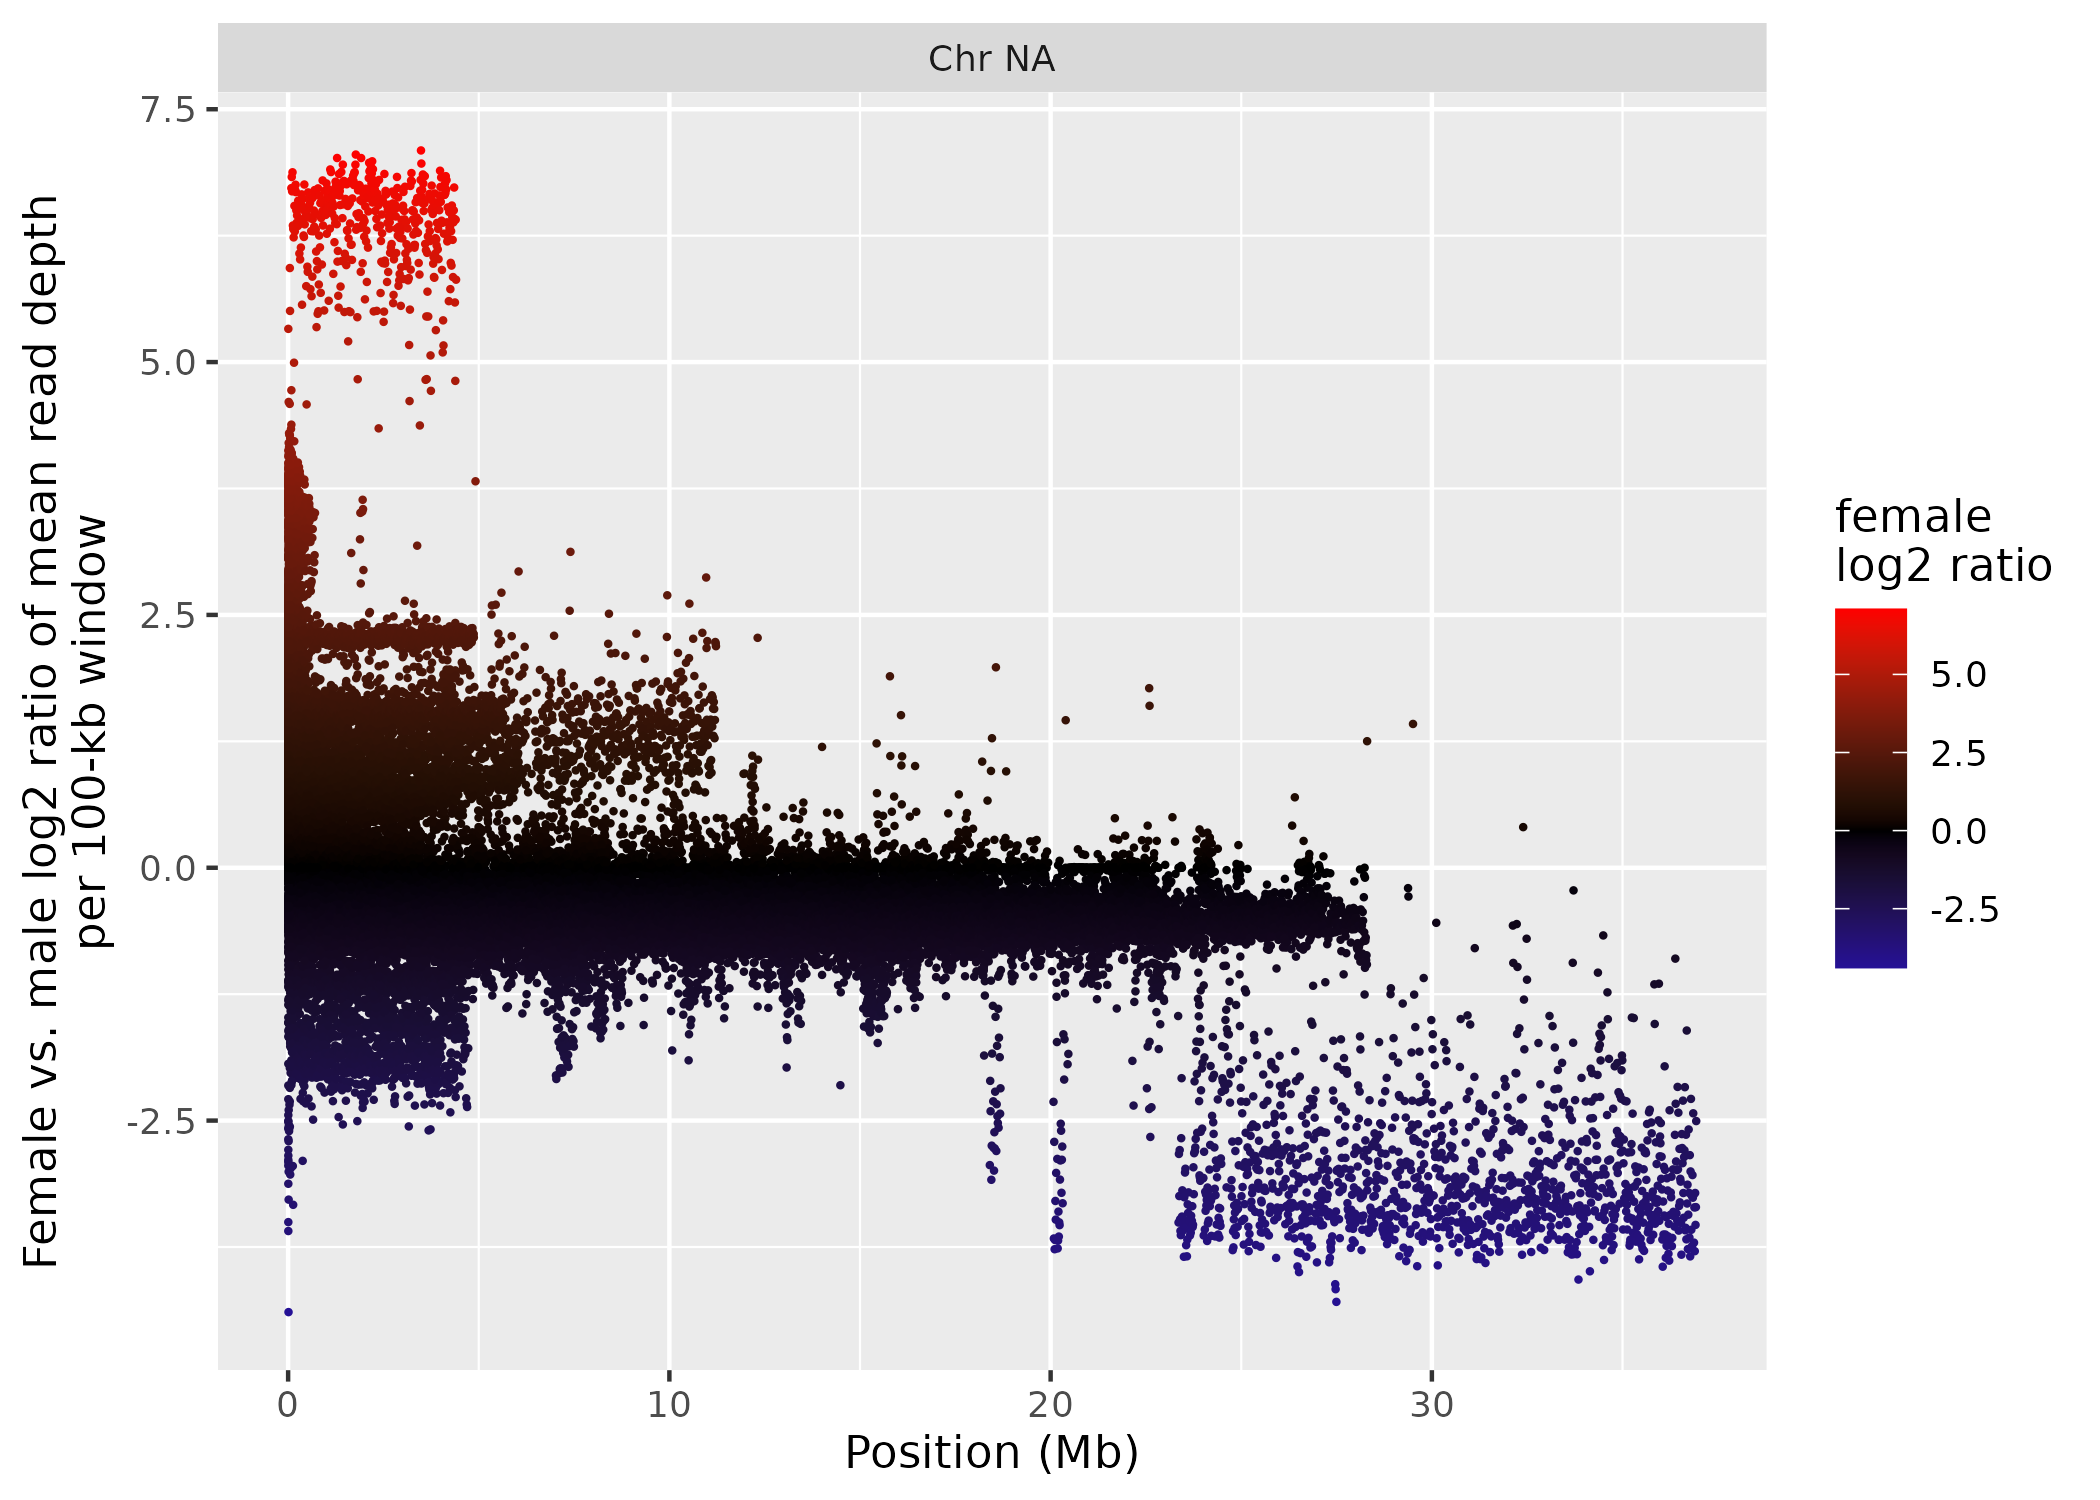 Chr NA
Female vs. male log2 ratio of mean read depth
per 100-kb window
7.5
5.0
2.5
0.0
-2.5
0
10
20
30
Position (Mb)
female
log2 ratio
5.0
2.5
0.0
-2.5